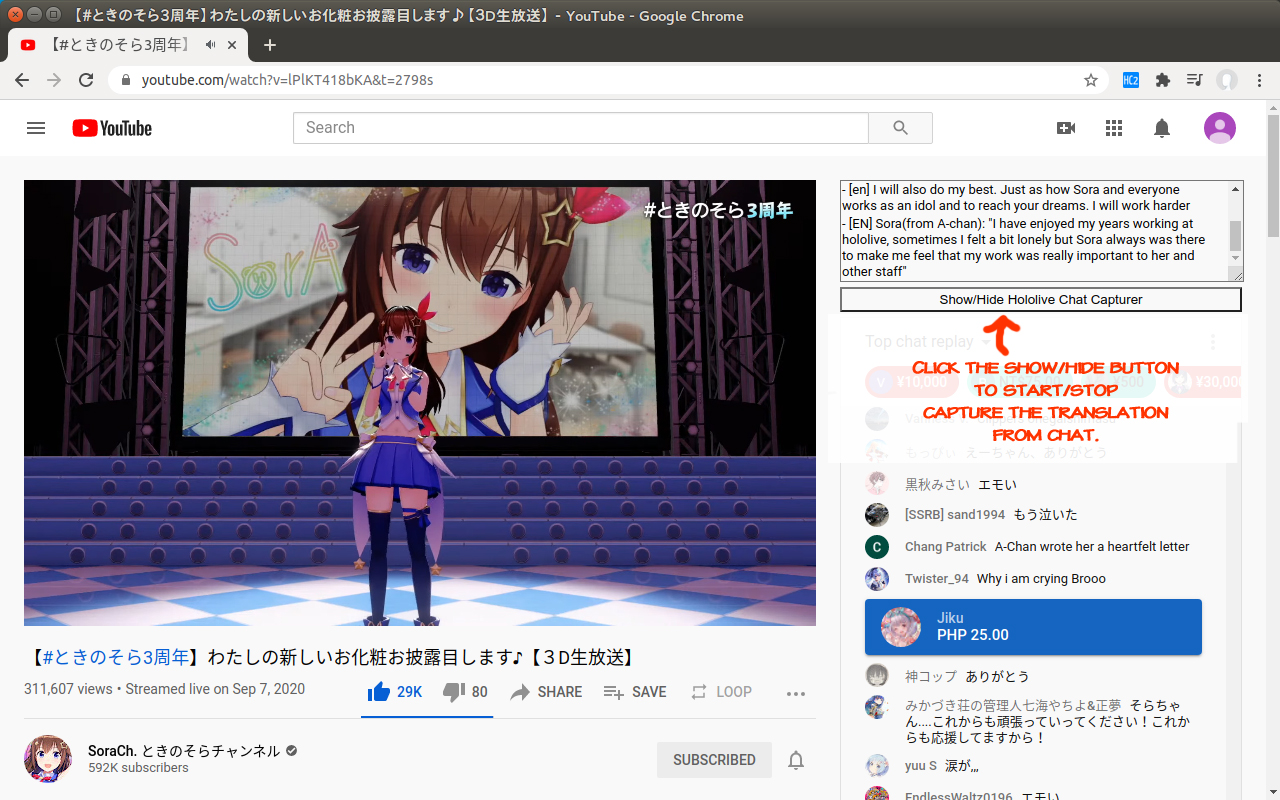 【#ときのそら3周年】わたしの新しいお化粧お披露目します♪【3D生放送】 - YouTube - Google Chrome
【#ときのそら3周年】
youtube.com/watch?v=lPlKT418bKA&t=2798s
HC2
YouTube
Search
#ときのそら3周年
SorA
- [en] I will also do my best. Just as how Sora and everyone
works as an idol and to reach your dreams. I will work harder
- [EN] Sora(from A-chan): "I have enjoyed my years working at
hololive, sometimes I felt a bit lonely but Sora always was there
to make me feel that my work was really important to her and
other staff"
Show/Hide Hololive Chat Capturer
Top chat replay
V ¥10,000
¥500
¥30,000
CLICK THE SHOW/HIDE BUTTON
TO START/STOP
CAPTURE THE TRANSLATION
FROM CHAT.
もっぴぃ えーちゃん、ありがとう
黒秋みさい エモい
[SSRB] sand1994 もう泣いた
C Chang Patrick A-Chan wrote her a heartfelt letter
Twister_94 Why i am crying Brooo
Jiku
PHP 25.00
神コップ ありがとう
みかづき荘の管理人七海やちよ&正夢 そらちゃ
ん....これからも頑張っていってください！これか
らも応援してますから！
yuu S 涙が,,,
EndlessWaltz0196 エモい
【#ときのそら3周年】わたしの新しいお化粧お披露目します♪【３D生放送】
311,607 views • Streamed live on Sep 7, 2020
29K
80
SHARE
SAVE
LOOP
SoraCh. ときのそらチャンネル
592K subscribers
SUBSCRIBED